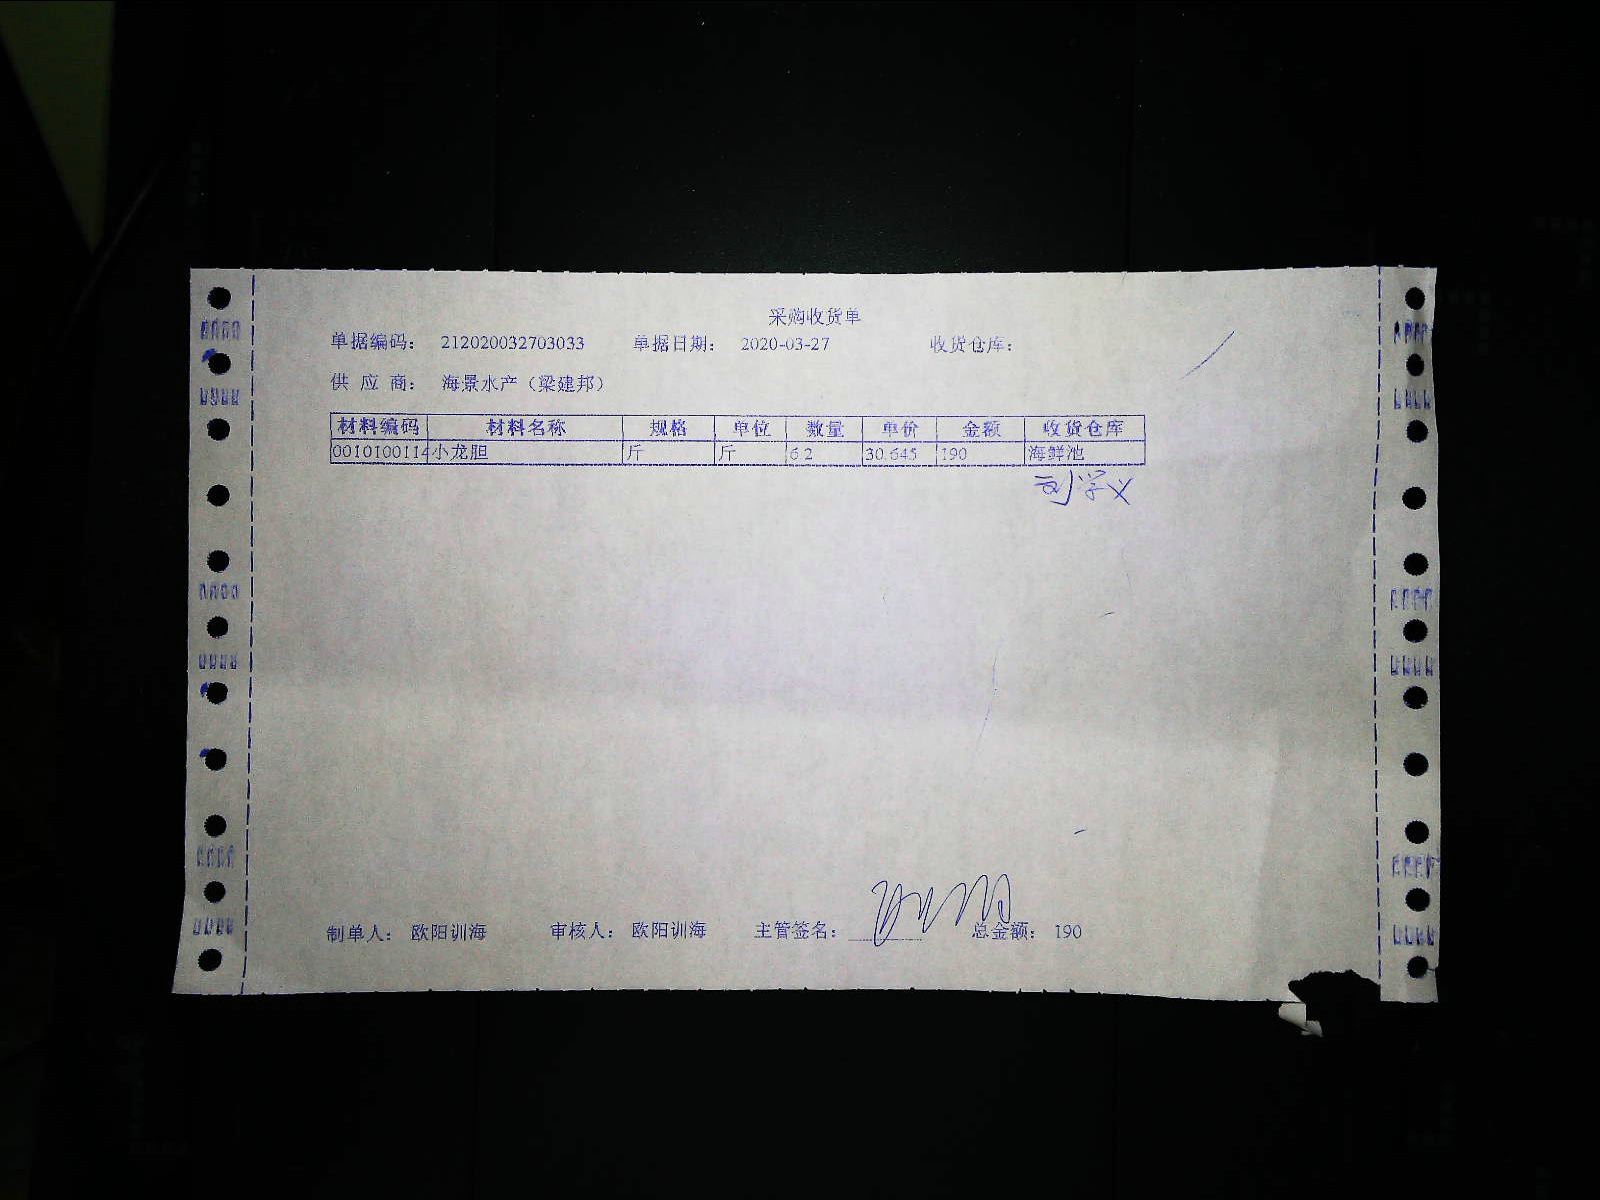 采购收货单
单据编码： 212020032703033 单据日期： 2020-03-27 收货仓库：
供 应 商： 海景水产（梁建邦）
材料编码 材料名称 规格 单位 数量 单价 金额 收货仓库
0010100114 小龙胆 斤 斤 6.2 30.645 190 海鲜池
刘学义
制单人： 欧阳训海 审核人： 欧阳训海 主管签名： 总金额： 190